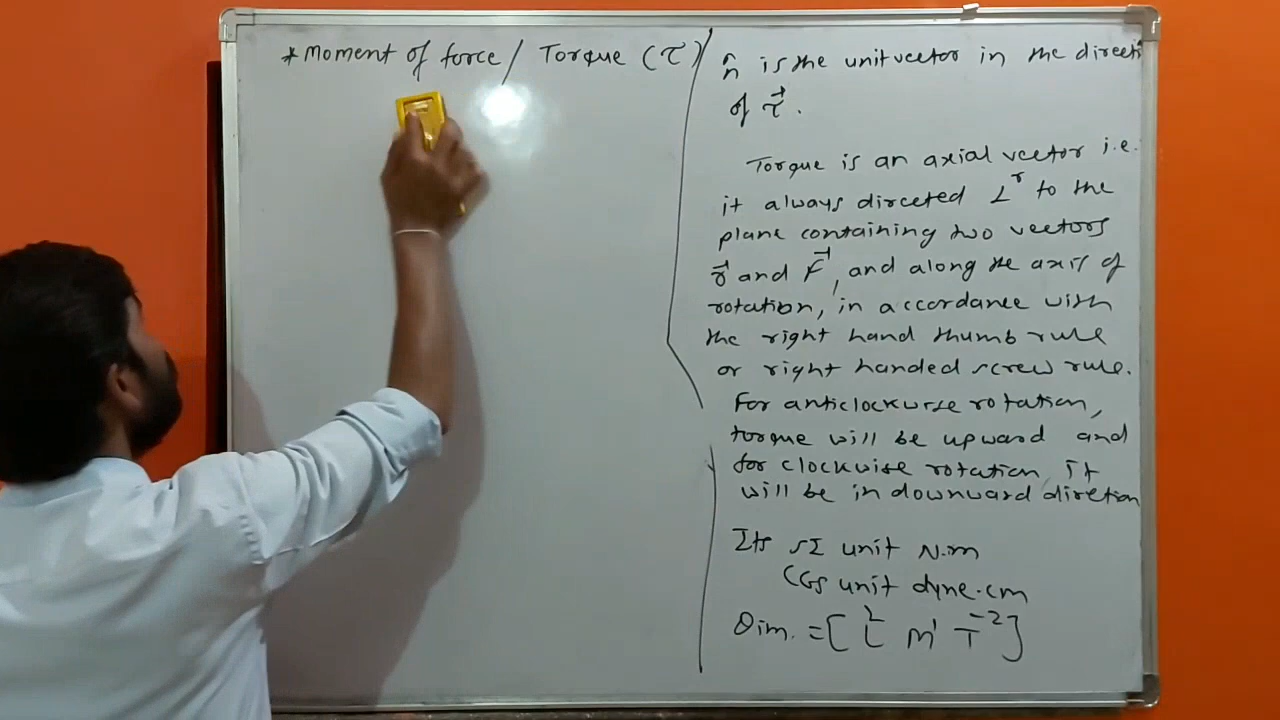 * Moment of force / Torque (τ)
n̂ is the unit vector in the directi
of τ⃗.
Torque is an axial vector i.e.
it always directed ⊥ʳ to the
plane containing two vectors
r⃗ and F⃗, and along the axis of
rotation, in accordance with
the right hand thumb rule
or right handed screw rule.
For anticlockwise rotation,
torque will be upward and
for clockwise rotation, it
will be in downward diretion
Its SI unit N.m
CGS unit dyne.cm
Dim. = [L² M¹ T⁻²]